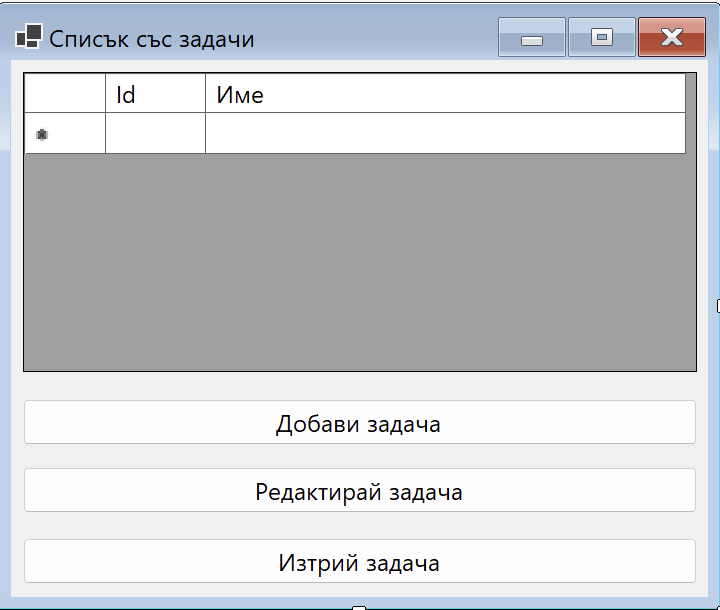 Списък със задачи
Id Име
Добави задача
Редактирай задача
Изтрий задача